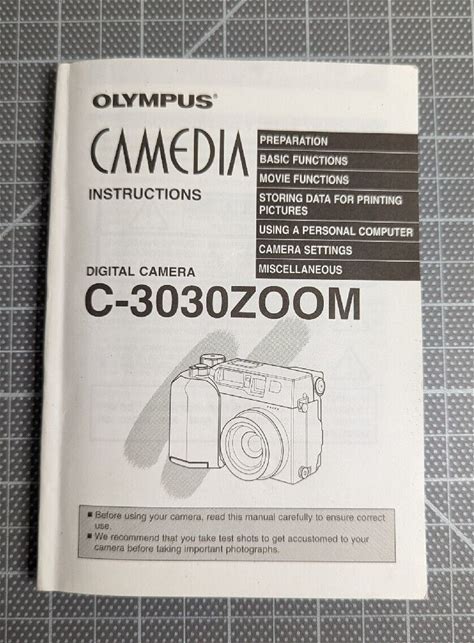 OLYMPUS®
CAMEDIA
INSTRUCTIONS
PREPARATION
BASIC FUNCTIONS
MOVIE FUNCTIONS
STORING DATA FOR PRINTING
PICTURES
USING A PERSONAL COMPUTER
CAMERA SETTINGS
MISCELLANEOUS
DIGITAL CAMERA
C-3030ZOOM
■ Before using your camera, read this manual carefully to ensure correct
use.
■ We recommend that you take test shots to get accustomed to your
camera before taking important photographs.